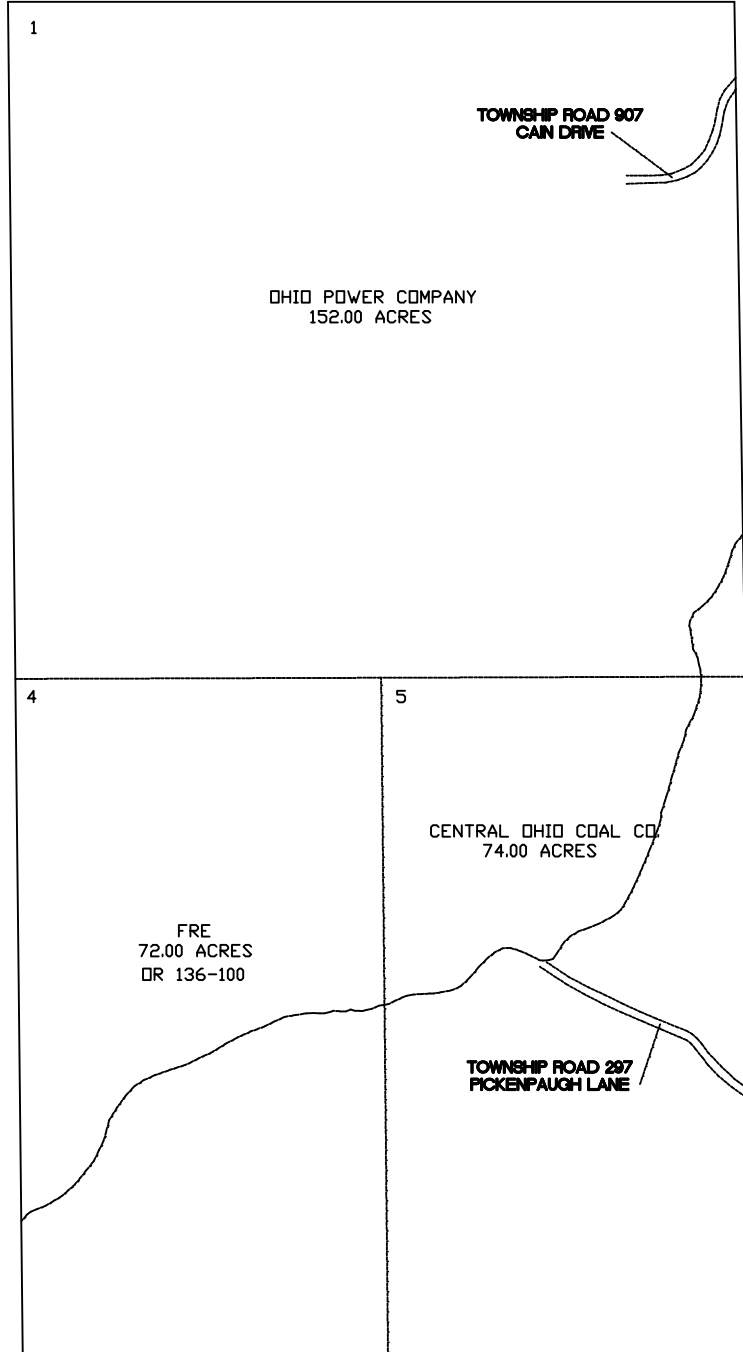 1
TOWNSHIP ROAD 907
CAIN DRIVE
OHIO POWER COMPANY
152.00 ACRES
4
5
CENTRAL OHIO COAL CO.
74.00 ACRES
FRE
72.00 ACRES
OR 136-100
TOWNSHIP ROAD 297
PICKENPAUGH LANE